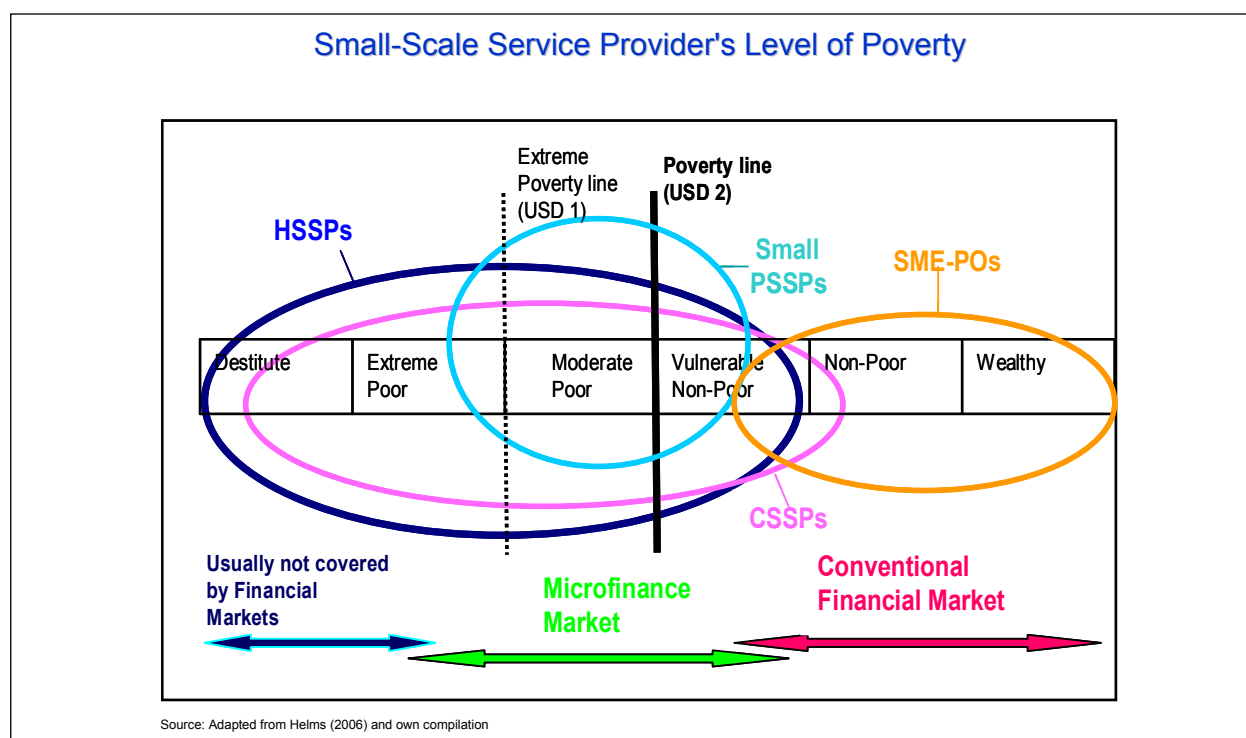 Small-Scale Service Provider's Level of Poverty
Extreme
Poverty line
(USD 1)
Poverty line
(USD 2)
HSSPs
Small
PSSPs
SME-POs
Destitute
Extreme
Poor
Moderate
Poor
Vulnerable
Non-Poor
Non-Poor
Wealthy
CSSPs
Usually not covered
by Financial
Markets
Microfinance
Market
Conventional
Financial Market
Source: Adapted from Helms (2006) and own compilation